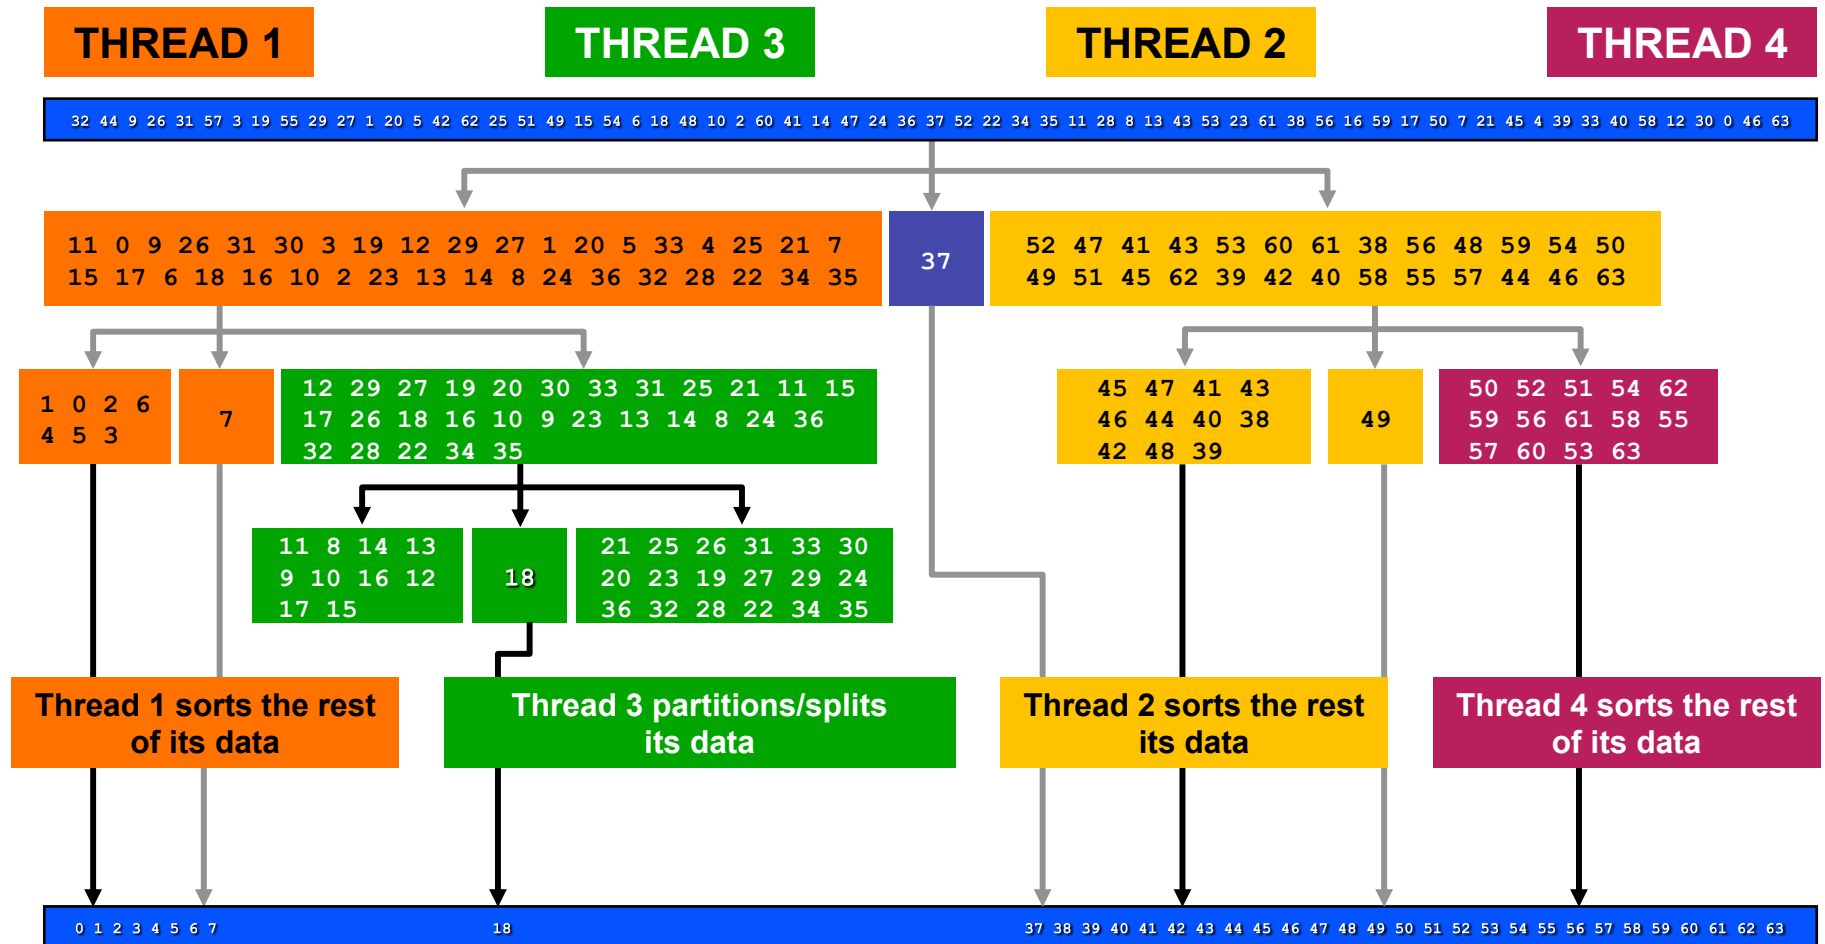 THREAD 1
THREAD 3
THREAD 2
THREAD 4
32 44 9 26 31 57 3 19 55 29 27 1 20 5 42 62 25 51 49 15 54 6 18 48 10 2 60 41 14 47 24 36 37 52 22 34 35 11 28 8 13 43 53 23 61 38 56 16 59 17 50 7 21 45 4 39 33 40 58 12 30 0 46 63
11 0 9 26 31 30 3 19 12 29 27 1 20 5 33 4 25 21 7
15 17 6 18 16 10 2 23 13 14 8 24 36 32 28 22 34 35
37
52 47 41 43 53 60 61 38 56 48 59 54 50
49 51 45 62 39 42 40 58 55 57 44 46 63
1 0 2 6
4 5 3
7
12 29 27 19 20 30 33 31 25 21 11 15
17 26 18 16 10 9 23 13 14 8 24 36
32 28 22 34 35
45 47 41 43
46 44 40 38
42 48 39
49
50 52 51 54 62
59 56 61 58 55
57 60 53 63
11 8 14 13
9 10 16 12
17 15
18
21 25 26 31 33 30
20 23 19 27 29 24
36 32 28 22 34 35
Thread 1 sorts the rest
of its data
Thread 3 partitions/splits
its data
Thread 2 sorts the rest
its data
Thread 4 sorts the rest
of its data
0 1 2 3 4 5 6 7
18
37 38 39 40 41 42 43 44 45 46 47 48 49 50 51 52 53 54 55 56 57 58 59 60 61 62 63